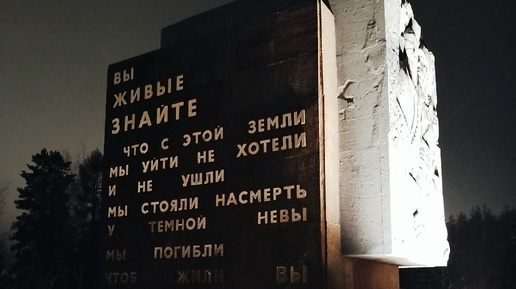 ВЫ
ЖИВЫЕ
ЗНАЙТЕ
ЧТО С ЭТОЙ ЗЕМЛИ
МЫ УЙТИ НЕ ХОТЕЛИ
И НЕ УШЛИ
МЫ СТОЯЛИ НАСМЕРТЬ
У ТЕМНОЙ НЕВЫ
МЫ ПОГИБЛИ
ЧТОБ ЖИЛИ ВЫ